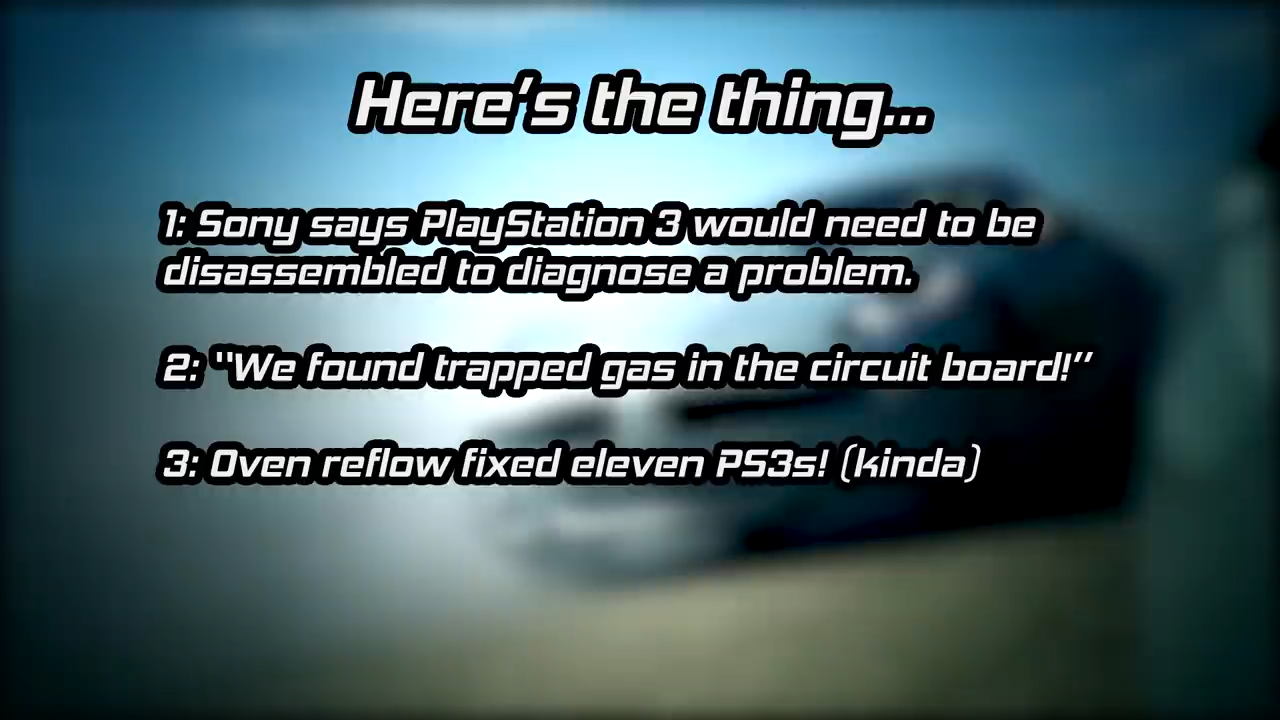 Here's the thing...
1: Sony says PlayStation 3 would need to be
disassembled to diagnose a problem.
2: "We found trapped gas in the circuit board!"
3: Oven reflow fixed eleven PS3s! (kinda)